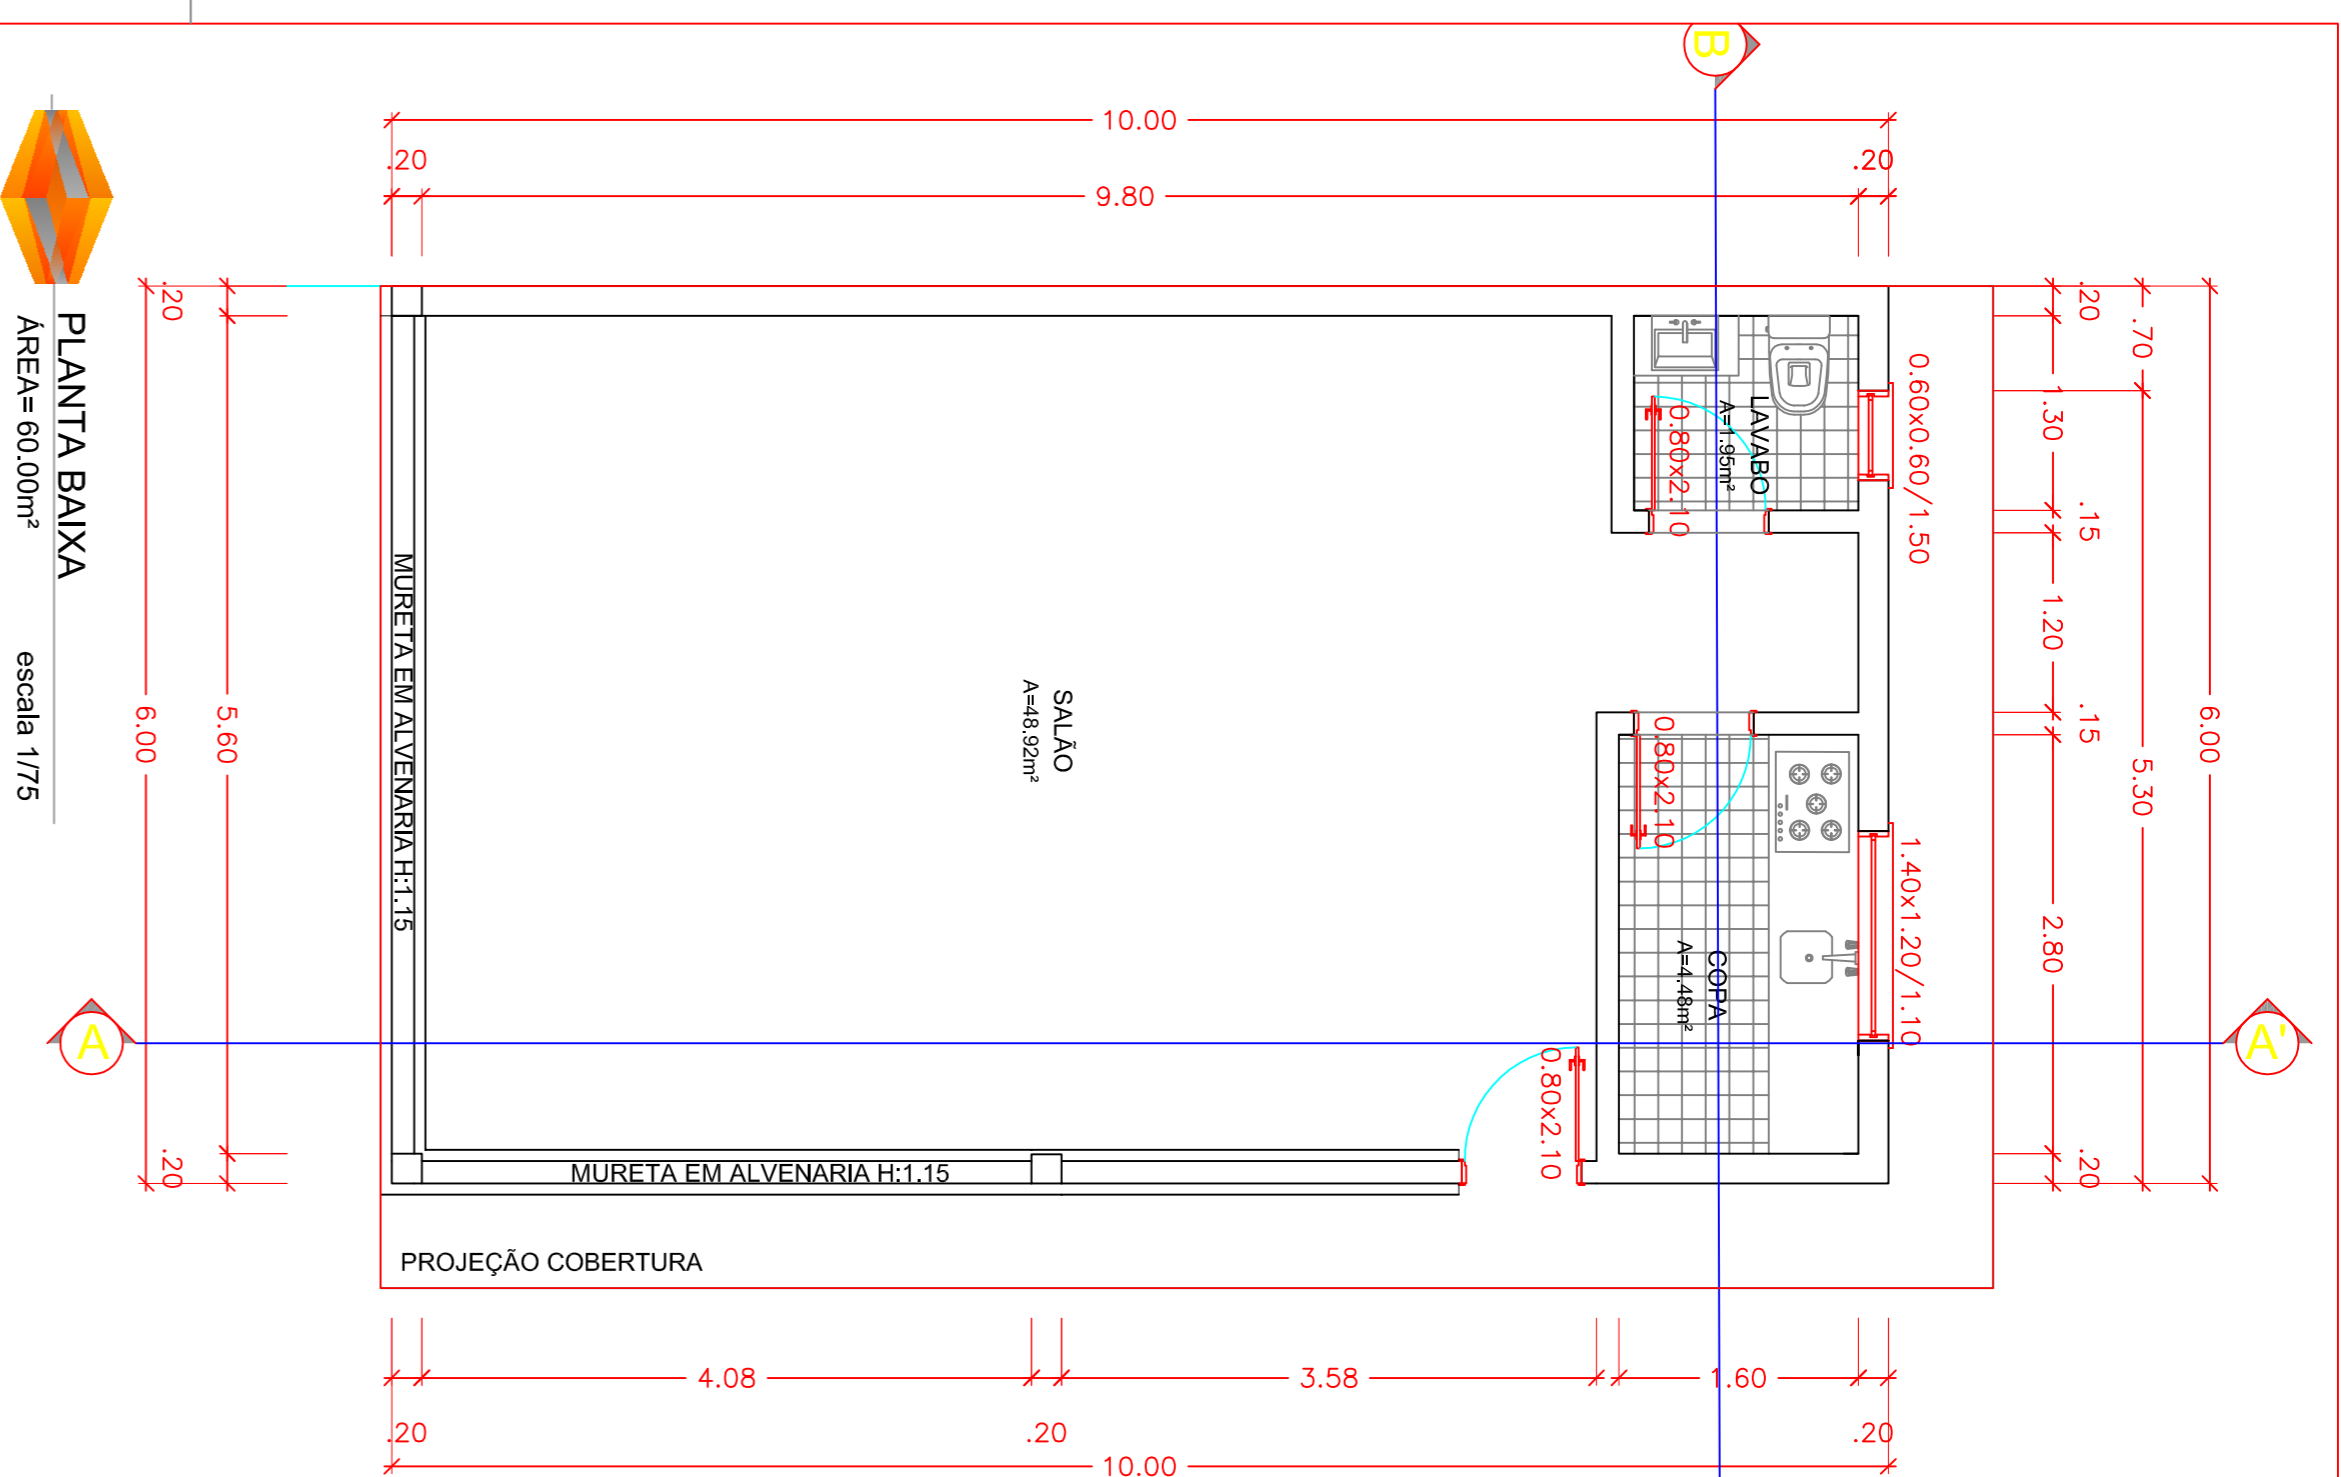 B
10.00
.20
.20
9.80
.20
.70
6.00
5.30
1.30
.15
1.20
.15
2.80
.20
0.60x0.60/1.50
1.40x1.20/1.10
LAVABO
A=1.95m²
0.80x2.10
0.80x2.10
COPA
A=4.48m²
0.80x2.10
SALÃO
A=48.92m²
MURETA EM ALVENARIA H:1.15
MURETA EM ALVENARIA H:1.15
PROJEÇÃO COBERTURA
.20
5.60
6.00
.20
A
A'
4.08
3.58
1.60
.20
.20
.20
10.00
PLANTA BAIXA
ÁREA= 60.00m² escala 1/75